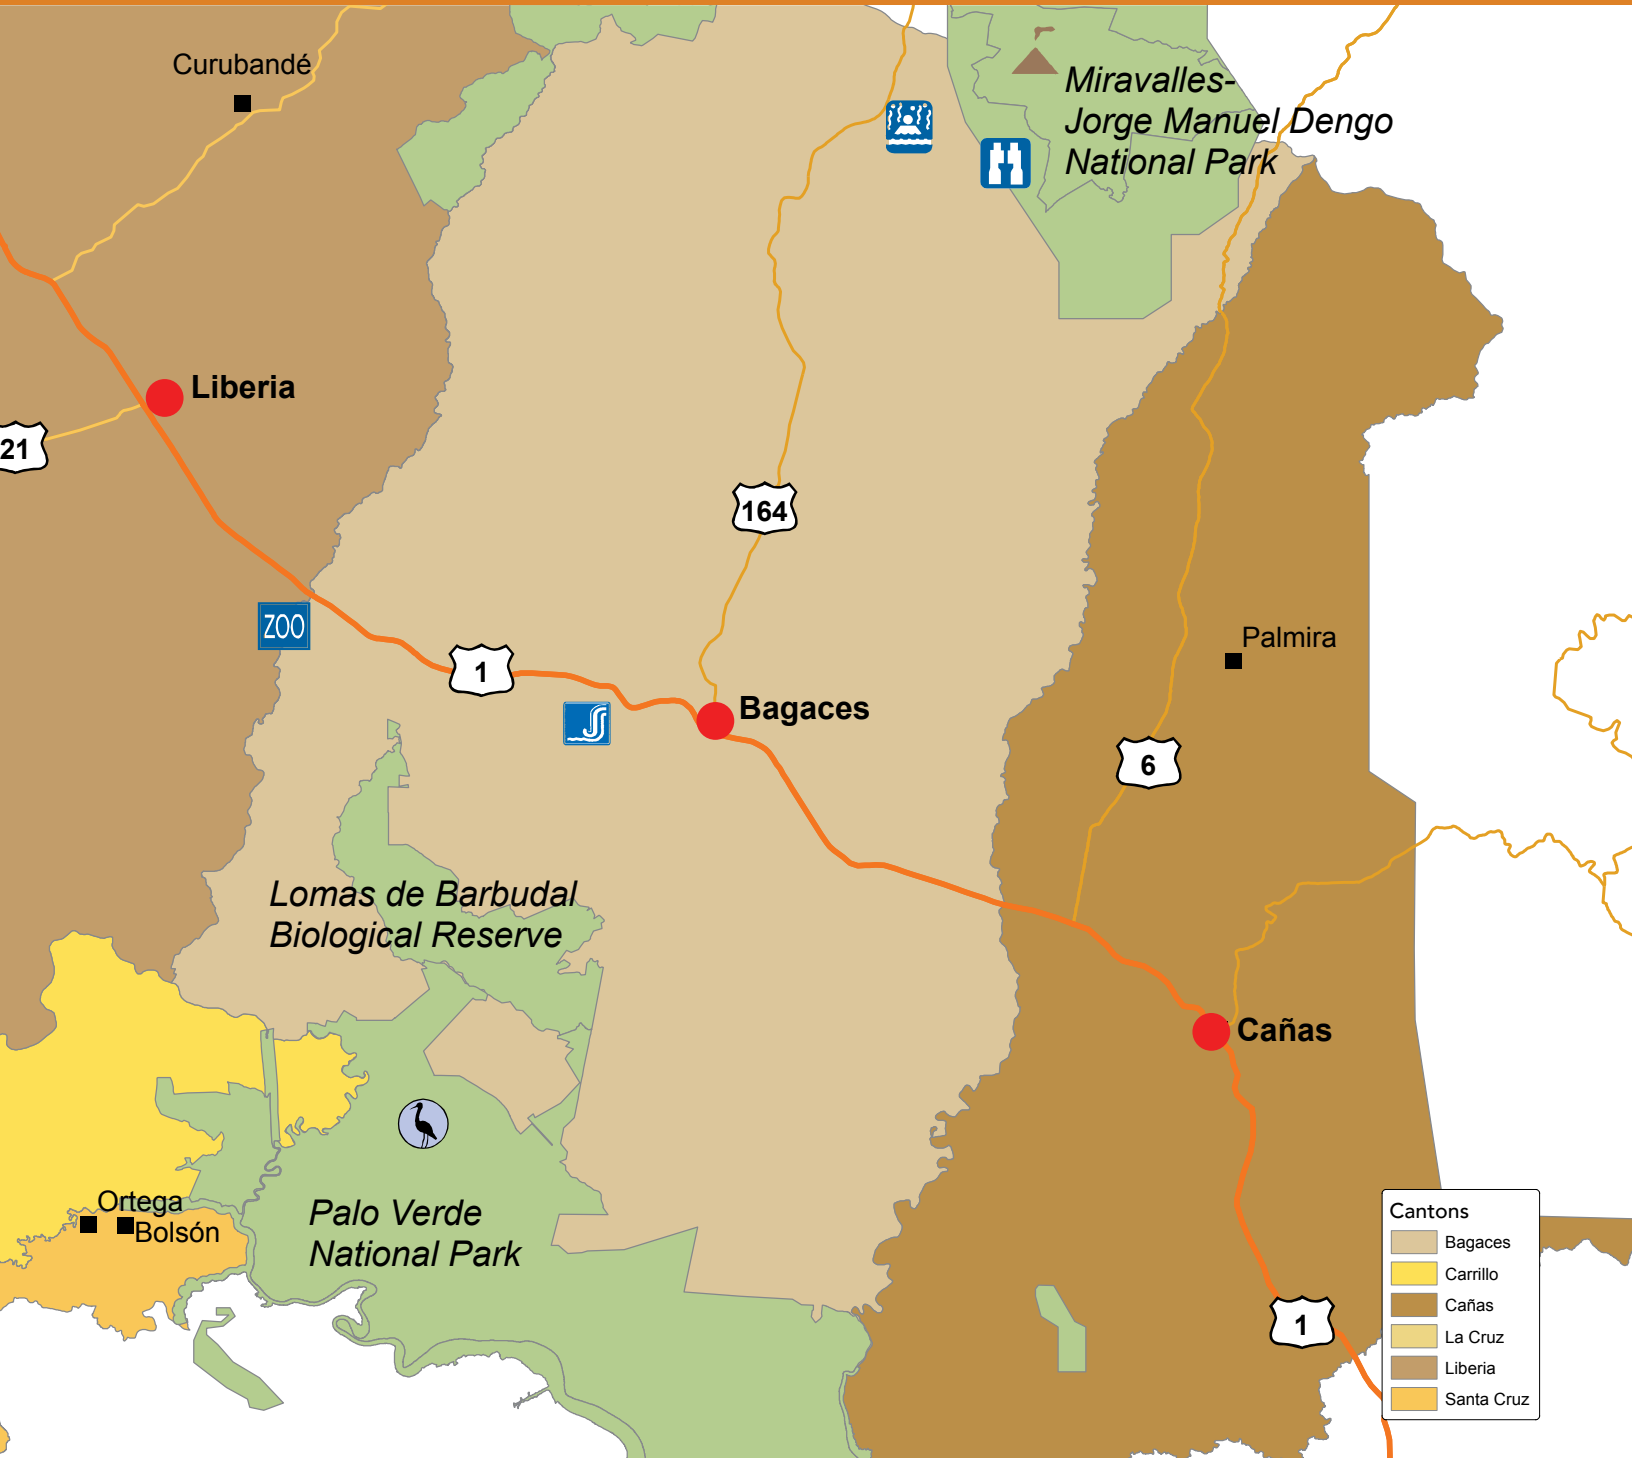 Curubandé
Miravalles-
Jorge Manuel Dengo
National Park
Liberia
21
164
ZOO
Palmira
1
Bagaces
6
Lomas de Barbudal
Biological Reserve
Cañas
Ortega
Bolsón
Palo Verde
National Park
1
Cantons
Bagaces
Carrillo
Cañas
La Cruz
Liberia
Santa Cruz